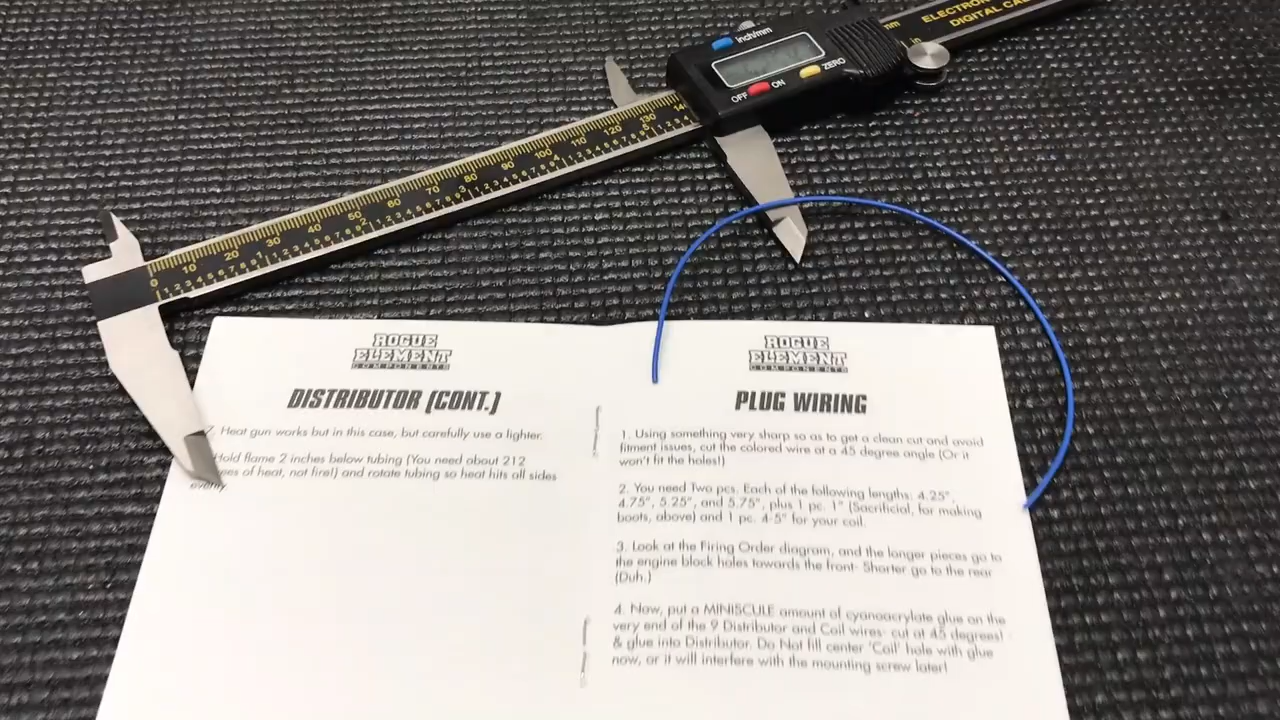 ELECTRON
DIGITAL CAL
inch/mm
mm
in
ZERO
OFF
ON
0 10 20 30 40 50 60 70 80 90 100 110 120 130 14
ROGUE
ELEMENT
COMPONENTS
DISTRIBUTOR (CONT.)
7. Heat gun works but in this case, but carefully use a lighter.
Hold flame 2 inches below tubing (You need about 212
of heat, not fire!) and rotate tubing so heat hits all sides
evenly
ROGUE
ELEMENT
COMPONENTS
PLUG WIRING
1. Using something very sharp so as to get a clean cut and avoid
fitment issues, cut the colored wire at a 45 degree angle (Or it
won't fit the holes!)
2. You need Two pcs. Each of the following lengths: 4.25",
4.75", 5.25", and 5.75", plus 1 pc. 1" (Sacrificial, for making
boots, above) and 1 pc. 4-5" for your coil.
3. Look at the Firing Order diagram, and the longer pieces go to
the engine block holes towards the front- Shorter go to the rear
(Duh.)
4. Now, put a MINISCULE amount of cyanoacrylate glue on the
very end of the 9 Distributor and Coil wires- cut at 45 degrees!
& glue into Distributor. Do Not fill center 'Coil' hole with glue
now, or it will interfere with the mounting screw later!